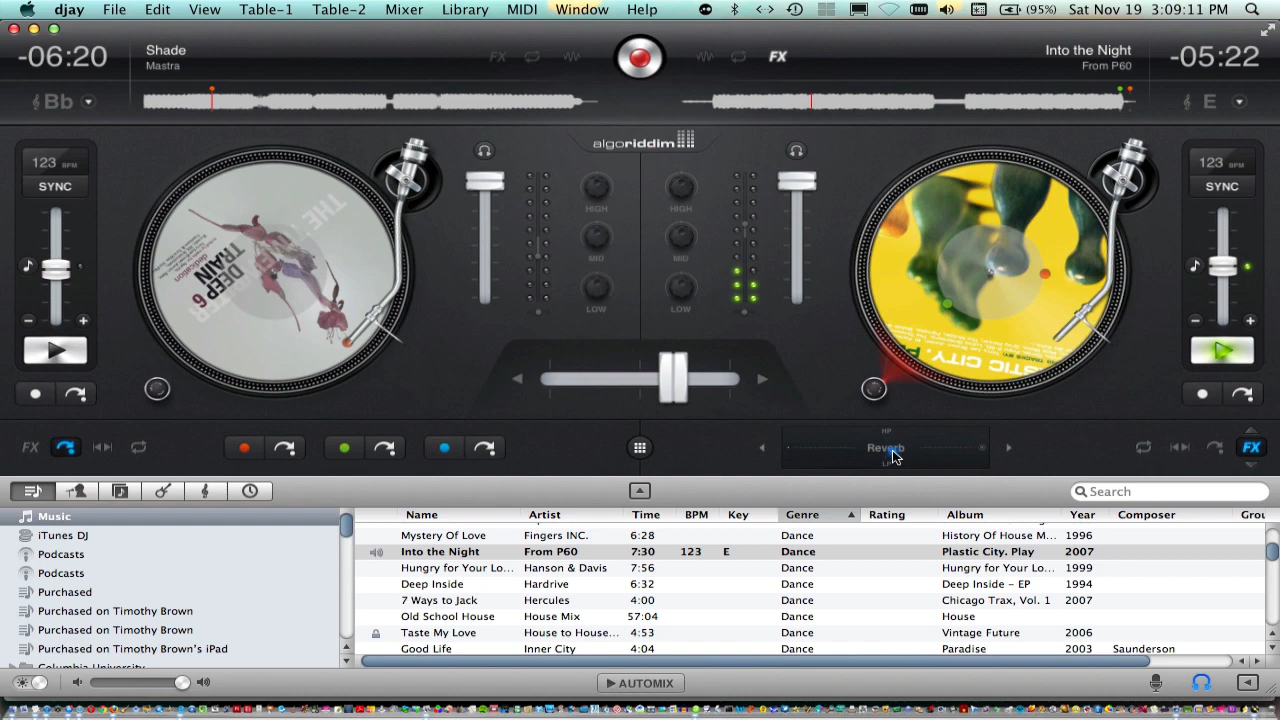 djay File Edit View Table-1 Table-2 Mixer Library MIDI Window Help (95%) Sat Nov 19 3:09:11 PM
-06:20 Shade FX FX Into the Night -05:22
Mastra From P60
Bb E
algoriddim
123 BPM 123 BPM
SYNC SYNC
HIGH HIGH
MID MID
LOW LOW
DEEP 6
TRAIN
HP
FX Reverb FX
LP
Search
Music
iTunes DJ
Podcasts
Podcasts
Purchased
Purchased on Timothy Brown
Purchased on Timothy Brown
Purchased on Timothy Brown's iPad
Columbia University
Name Artist Time BPM Key Genre Rating Album Year Composer Grou
Mystery Of Love Fingers INC. 6:28 Dance History Of House M... 1996
Into the Night From P60 7:30 123 E Dance Plastic City. Play 2007
Hungry for Your Lo... Hanson & Davis 7:56 Dance Hungry for Your Lo... 1999
Deep Inside Hardrive 6:32 Dance Deep Inside - EP 1994
7 Ways to Jack Hercules 4:00 Dance Chicago Trax, Vol. 1 2007
Old School House House Mix 57:04 Dance House
Taste My Love House to House... 4:53 Dance Vintage Future 2006
Good Life Inner City 4:04 Dance Paradise 2003 Saunderson
AUTOMIX